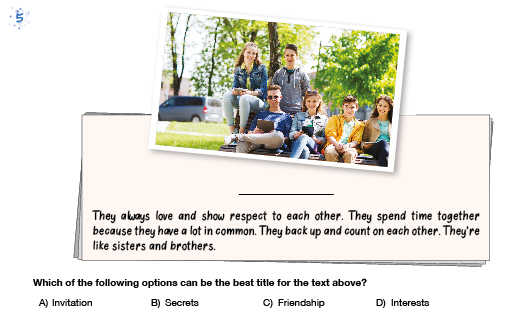 5
They always love and show respect to each other. They spend time together
because they have a lot in common. They back up and count on each other. They're
like sisters and brothers.
Which of the following options can be the best title for the text above?
A) Invitation B) Secrets C) Friendship D) Interests